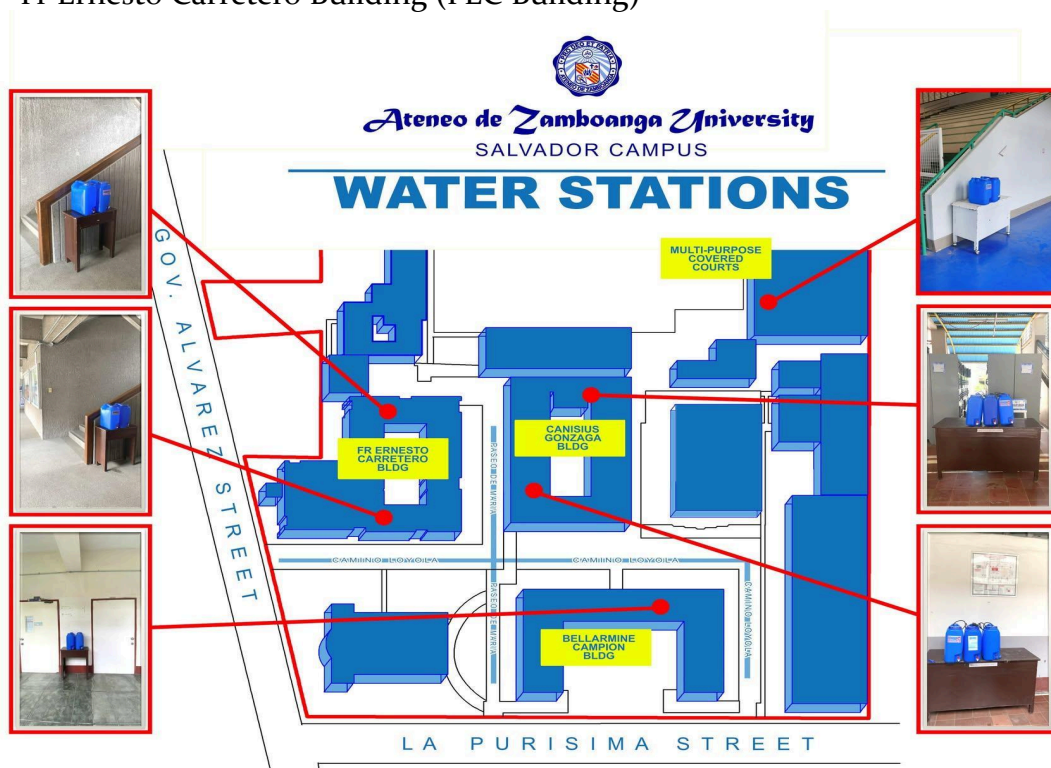 Fr Ernesto Carretero Building (FEC Building)
Ateneo de Zamboanga University
SALVADOR CAMPUS
WATER STATIONS
GOV. ALVAREZ STREET
MULTI-PURPOSE
COVERED
COURTS
FR ERNESTO
CARRETERO
BLDG
CANISIUS
GONZAGA
BLDG
CAMINO LOYOLA
CAMINO LOYOLA
CAMINO LOYOLA
BELLARMINE
CAMPION
BLDG
LA PURISIMA STREET